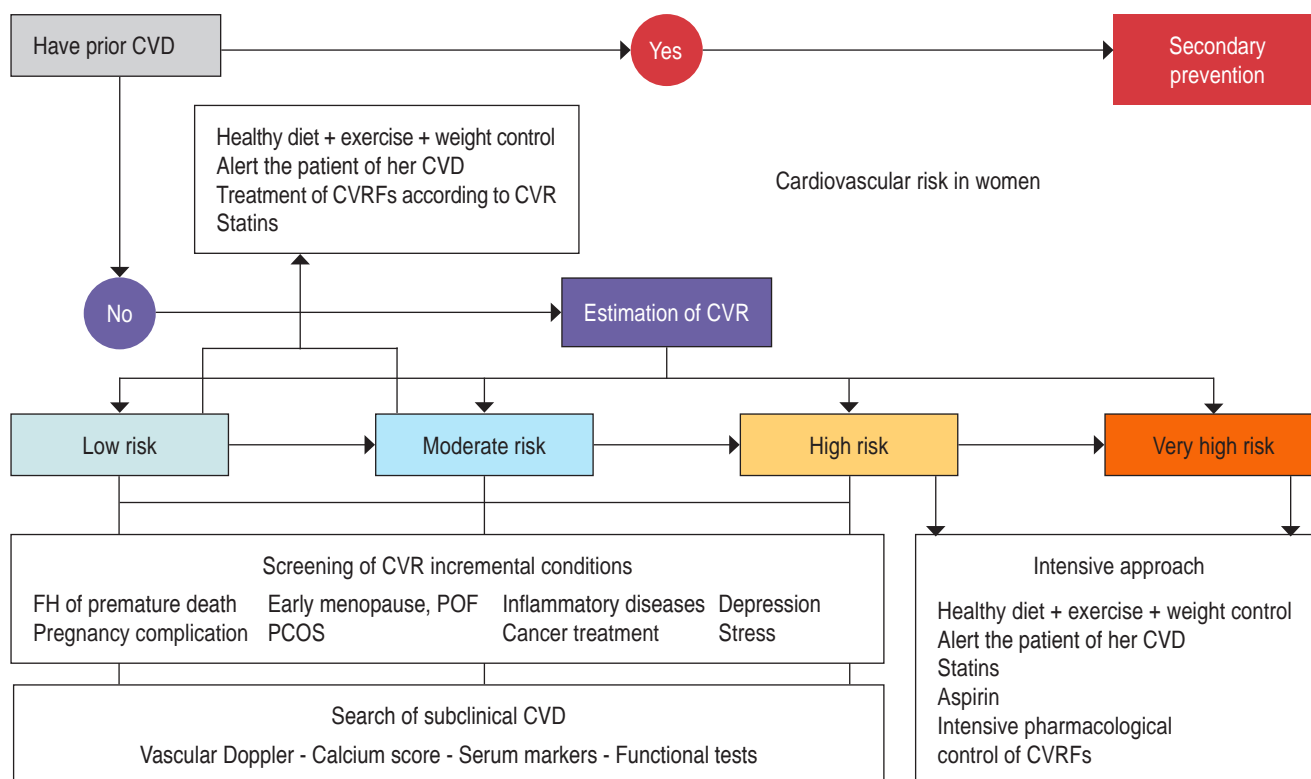 Have prior CVD
Yes
Secondary
prevention
Healthy diet + exercise + weight control
Alert the patient of her CVD
Treatment of CVRFs according to CVR
Statins
Cardiovascular risk in women
No
Estimation of CVR
Low risk
Moderate risk
High risk
Very high risk
Screening of CVR incremental conditions
FH of premature death Early menopause, POF Inflammatory diseases Depression
Pregnancy complication PCOS Cancer treatment Stress
Search of subclinical CVD
Vascular Doppler - Calcium score - Serum markers - Functional tests
Intensive approach
Healthy diet + exercise + weight control
Alert the patient of her CVD
Statins
Aspirin
Intensive pharmacological
control of CVRFs